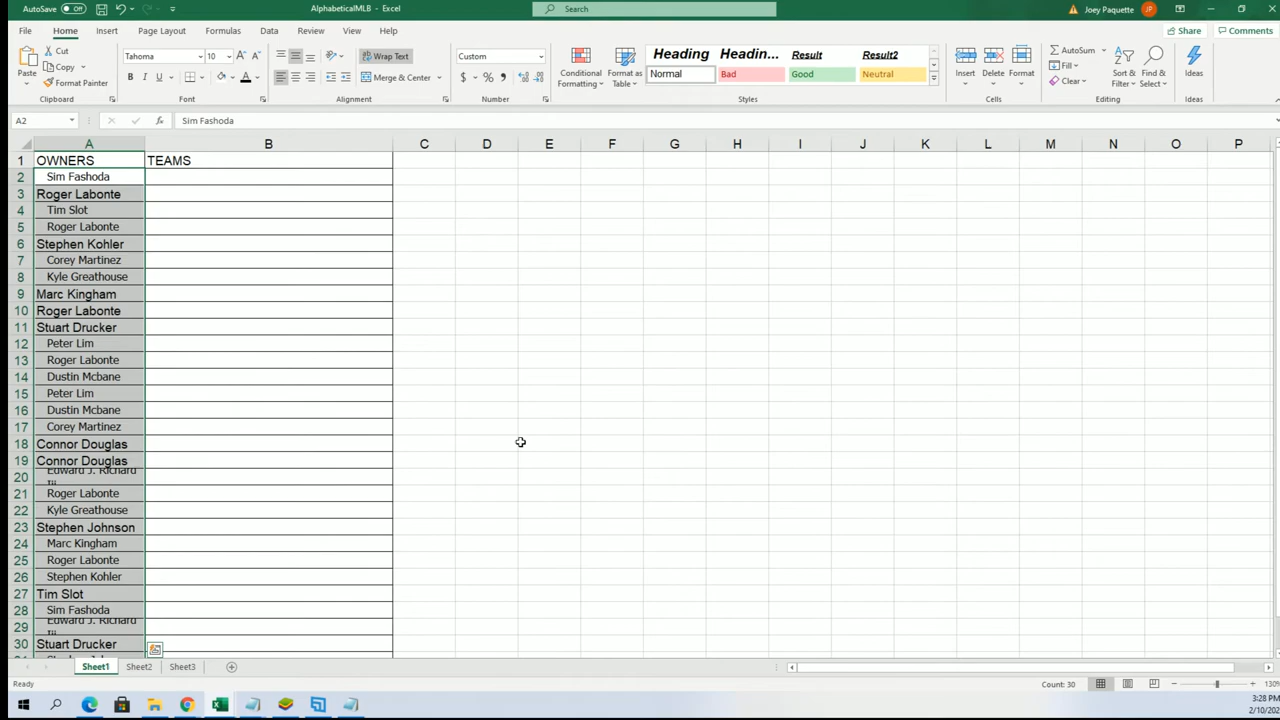 AutoSave Off AlphabeticalMLB - Excel Search Joey Paquette JP
File Home Insert Page Layout Formulas Data Review View Help Share Comments
Cut Tahoma 10 Wrap Text Custom Heading Headin... Result Result2 AutoSum
Copy Fill
Paste Format Painter B I U Merge & Center $ % Conditional Formatting Format as Table Normal Bad Good Neutral Insert Delete Format Clear Sort & Filter Find & Select Ideas
Clipboard Font Alignment Number Styles Cells Editing Ideas
A2 fx Sim Fashoda
A B C D E F G H I J K L M N O P
1 OWNERS TEAMS
2 Sim Fashoda
3 Roger Labonte
4 Tim Slot
5 Roger Labonte
6 Stephen Kohler
7 Corey Martinez
8 Kyle Greathouse
9 Marc Kingham
10 Roger Labonte
11 Stuart Drucker
12 Peter Lim
13 Roger Labonte
14 Dustin Mcbane
15 Peter Lim
16 Dustin Mcbane
17 Corey Martinez
18 Connor Douglas
19 Connor Douglas
20 Edward J. Richard
21 Roger Labonte
22 Kyle Greathouse
23 Stephen Johnson
24 Marc Kingham
25 Roger Labonte
26 Stephen Kohler
27 Tim Slot
28 Sim Fashoda
29 Edward J. Richard
30 Stuart Drucker
Sheet1 Sheet2 Sheet3
Ready Count: 30 130%
3:28 PM
2/10/202